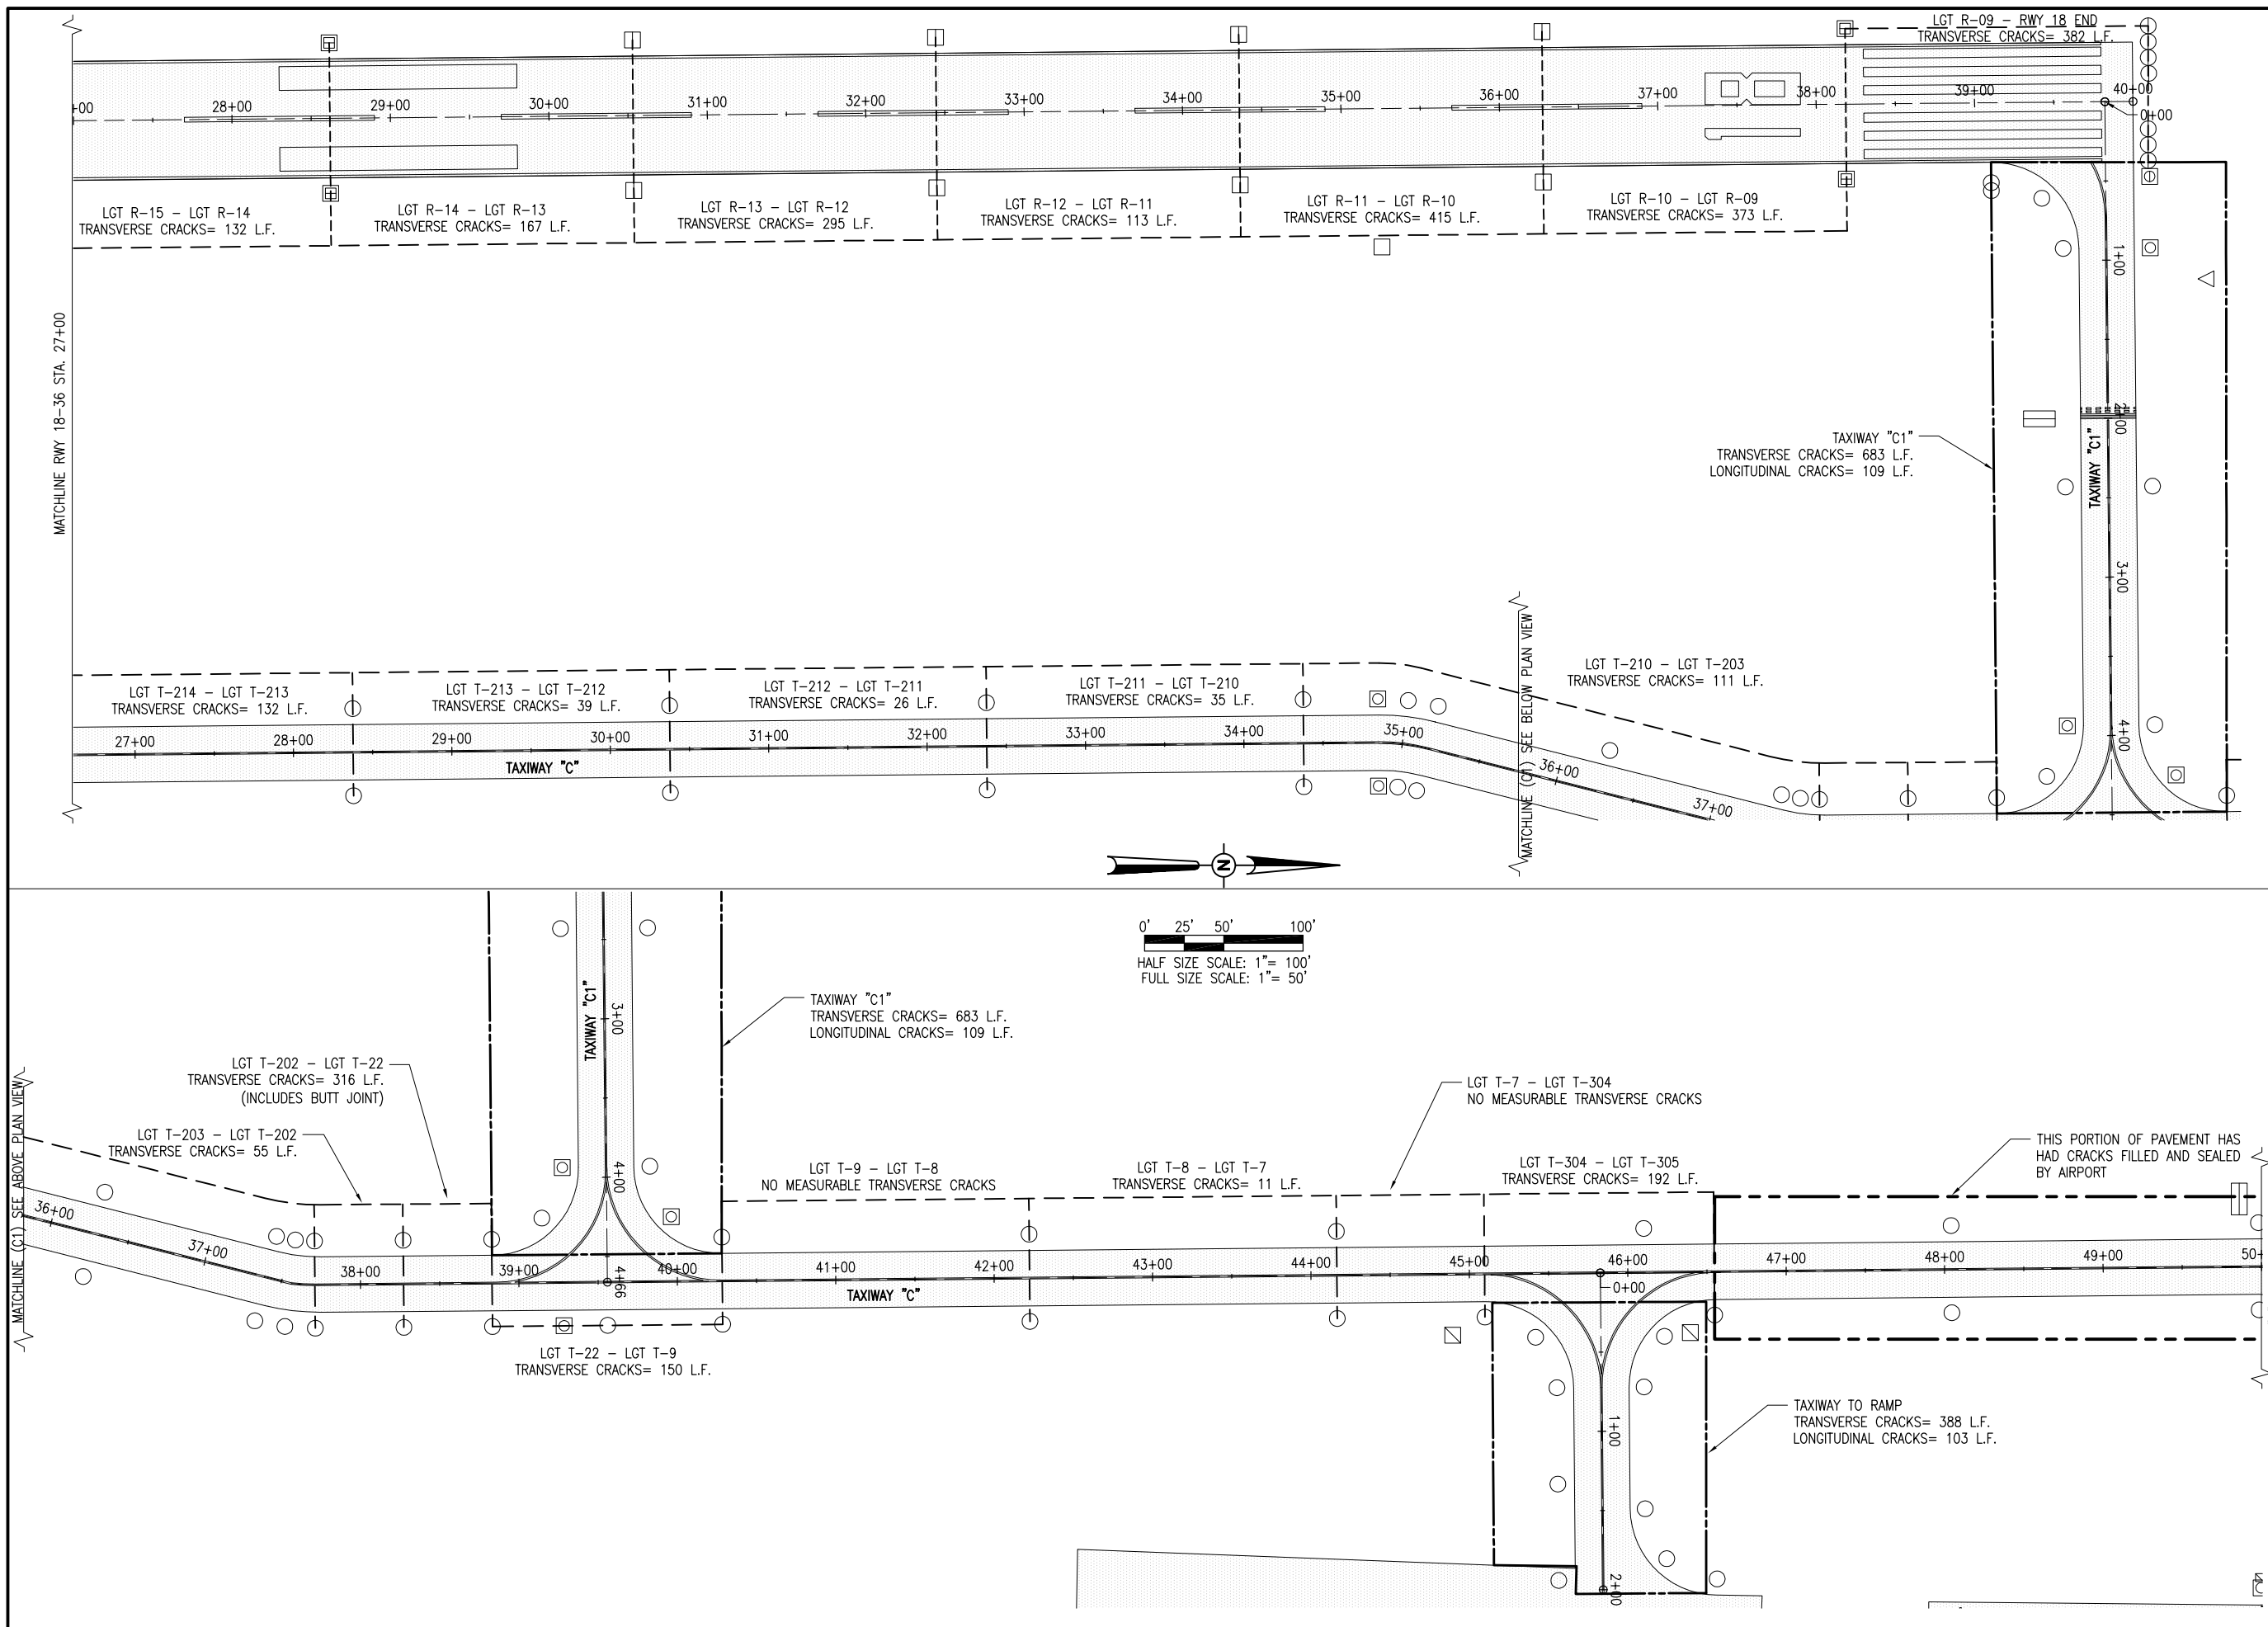 LGT R-09 - RWY 18 END
TRANSVERSE CRACKS= 382 L.F.
+00
28+00
29+00
30+00
31+00
32+00
33+00
34+00
35+00
36+00
37+00
38+00
39+00
40+00
0+00
18
LGT R-15 - LGT R-14
TRANSVERSE CRACKS= 132 L.F.
LGT R-14 - LGT R-13
TRANSVERSE CRACKS= 167 L.F.
LGT R-13 - LGT R-12
TRANSVERSE CRACKS= 295 L.F.
LGT R-12 - LGT R-11
TRANSVERSE CRACKS= 113 L.F.
LGT R-11 - LGT R-10
TRANSVERSE CRACKS= 415 L.F.
LGT R-10 - LGT R-09
TRANSVERSE CRACKS= 373 L.F.
MATCHLINE RWY 18-36 STA. 27+00
1+00
2+00
TAXIWAY "C1"
TRANSVERSE CRACKS= 683 L.F.
LONGITUDINAL CRACKS= 109 L.F.
TAXIWAY "C1"
3+00
4+00
MATCHLINE (C1) SEE BELOW PLAN VIEW
LGT T-210 - LGT T-203
TRANSVERSE CRACKS= 111 L.F.
LGT T-214 - LGT T-213
TRANSVERSE CRACKS= 132 L.F.
LGT T-213 - LGT T-212
TRANSVERSE CRACKS= 39 L.F.
LGT T-212 - LGT T-211
TRANSVERSE CRACKS= 26 L.F.
LGT T-211 - LGT T-210
TRANSVERSE CRACKS= 35 L.F.
27+00
28+00
29+00
30+00
31+00
32+00
33+00
34+00
35+00
36+00
37+00
TAXIWAY "C"
N
0' 25' 50' 100'
HALF SIZE SCALE: 1"= 100'
FULL SIZE SCALE: 1"= 50'
TAXIWAY "C1"
3+00
4+00
4+66
TAXIWAY "C1"
TRANSVERSE CRACKS= 683 L.F.
LONGITUDINAL CRACKS= 109 L.F.
LGT T-202 - LGT T-22
TRANSVERSE CRACKS= 316 L.F.
(INCLUDES BUTT JOINT)
LGT T-203 - LGT T-202
TRANSVERSE CRACKS= 55 L.F.
MATCHLINE (C1) SEE ABOVE PLAN VIEW
LGT T-7 - LGT T-304
NO MEASURABLE TRANSVERSE CRACKS
LGT T-9 - LGT T-8
NO MEASURABLE TRANSVERSE CRACKS
LGT T-8 - LGT T-7
TRANSVERSE CRACKS= 11 L.F.
LGT T-304 - LGT T-305
TRANSVERSE CRACKS= 192 L.F.
THIS PORTION OF PAVEMENT HAS
HAD CRACKS FILLED AND SEALED
BY AIRPORT
36+00
37+00
38+00
39+00
40+00
41+00
42+00
43+00
44+00
45+00
46+00
47+00
48+00
49+00
50+
TAXIWAY "C"
0+00
LGT T-22 - LGT T-9
TRANSVERSE CRACKS= 150 L.F.
1+00
2+00
TAXIWAY TO RAMP
TRANSVERSE CRACKS= 388 L.F.
LONGITUDINAL CRACKS= 103 L.F.